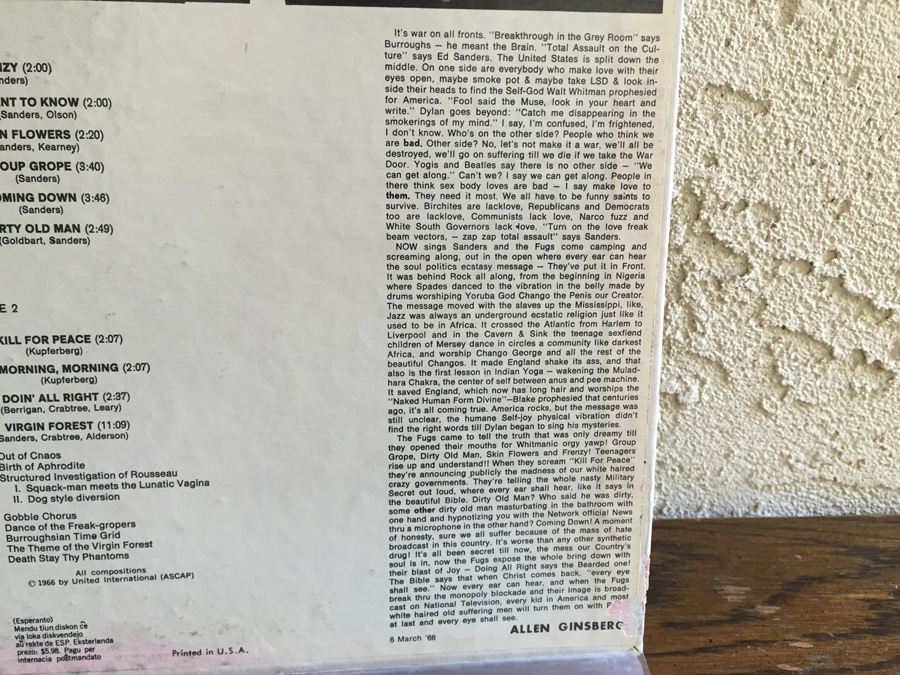 NZY (2:00)
nders)
NT TO KNOW (2:00)
Sanders, Olson)
N FLOWERS (2:20)
anders, Kearney)
OUP GROPE (3:40)
(Sanders)
OMING DOWN (3:46)
(Sanders)
RTY OLD MAN (2:49)
(Goldbart, Sanders)
E 2
KILL FOR PEACE (2:07)
(Kupferberg)
MORNING, MORNING (2:07)
(Kupferberg)
DOIN' ALL RIGHT (2:37)
(Berrigan, Crabtree, Leary)
VIRGIN FOREST (11:09)
Sanders, Crabtree, Alderson)
Out of Chaos
Birth of Aphrodite
Structured Investigation of Rousseau
I. Squack-man meets the Lunatic Vagina
II. Dog style diversion
Gobble Chorus
Dance of the Freak-gropers
Burroughsian Time Grid
The Theme of the Virgin Forest
Death Stay Thy Phantoms
All compositions
© 1966 by United International (ASCAP)
(Esperanto)
Mendu tiun diskon ĉe
via loka diskvendejo
aŭ rekte de ESP. Eksterlanda
prezo: $5.98. Pagu per
internacia poŝtmandato
Printed in U.S.A.
It's war on all fronts. "Breakthrough in the Grey Room" says
Burroughs — he meant the Brain. "Total Assault on the Cul-
ture" says Ed Sanders. The United States is split down the
middle. On one side are everybody who make love with their
eyes open, maybe smoke pot & maybe take LSD & look in-
side their heads to find the Self-God Walt Whitman prophesied
for America. "Fool said the Muse, look in your heart and
write." Dylan goes beyond: "Catch me disappearing in the
smokerings of my mind." I say, I'm confused, I'm frightened,
I don't know. Who's on the other side? People who think we
are bad. Other side? No, let's not make it a war, we'll all be
destroyed, we'll go on suffering till we die if we take the War
Door. Yogis and Beatles say there is no other side — "We
can get along." Can't we? I say we can get along. People in
there think sex body loves are bad — I say make love to
them. They need it most. We all have to be funny saints to
survive. Birchites are lacklove, Republicans and Democrats
too are lacklove, Communists lack love, Narco fuzz and
White South Governors lack love, "Turn on the love freak
beam vectors, — zap zap total assault" says Sanders.
NOW sings Sanders and the Fugs come camping and
screaming along, out in the open where every ear can hear
the soul politics ecstasy message — They've put it in Front.
It was behind Rock all along, from the beginning in Nigeria
where Spades danced to the vibration in the belly made by
drums worshiping Yoruba God Chango the Penis our Creator.
The message moved with the slaves up the Mississippi, like,
Jazz was always an underground ecstatic religion just like it
used to be in Africa. It crossed the Atlantic from Harlem to
Liverpool and in the Cavern & Sink the teenage sexfiend
children of Mersey dance in circles a community like darkest
Africa, and worship Chango George and all the rest of the
beautiful Changos. It made England shake its ass, and that
also is the first lesson in Indian Yoga — wakening the Mulad-
hara Chakra, the center of self between anus and pee machine.
It saved England, which now has long hair and worships the
"Naked Human Form Divine"—Blake prophesied that centuries
ago, it's all coming true. America rocks, but the message was
still unclear, the humane Self-joy physical vibration didn't
find the right words till Dylan began to sing his mysteries.
The Fugs came to tell the truth that was only dreamy till
they opened their mouths for Whitmanic orgy yawp! Group
Grope, Dirty Old Man, Skin Flowers and Frenzy! Teenagers
rise up and understand!! When they scream "Kill For Peace"
they're announcing publicly the madness of our white haired
crazy governments. They're telling the whole nasty Military
Secret out loud, where every ear shall hear, like it says in
the beautiful Bible. Dirty Old Man? Who said he was dirty,
some other dirty old man masturbating in the bathroom with
one hand and hypnotizing you with the Network official News
thru a microphone in the other hand? Coming Down! A moment
of honesty, sure we all suffer because of the mass of hate
broadcast in this country. It's worse than any other synthetic
drug! It's all been secret till now, the mess our Country's
soul is in, now the Fugs expose the whole bring down with
their blast of Joy — Doing All Right says the Bearded one!
The Bible says that when Christ comes back, "every eye
shall see." Now every ear can hear, and when the Fugs
break thru the monopoly blockade and their Image is broad-
cast on National Television, every kid in America and most
white haired old suffering men will turn them on with
at last and every eye shall see.
6 March '66
ALLEN GINSBERG